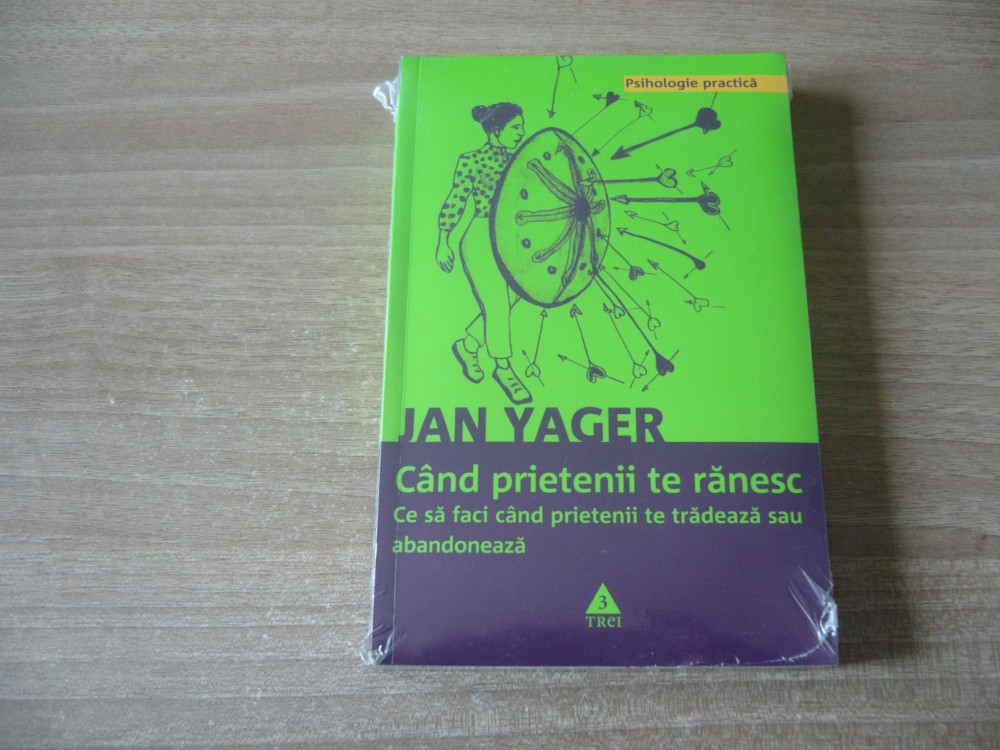 Psihologie practică
JAN YAGER
Când prietenii te rănesc
Ce să faci când prietenii te trădează sau
abandonează
3
TREI